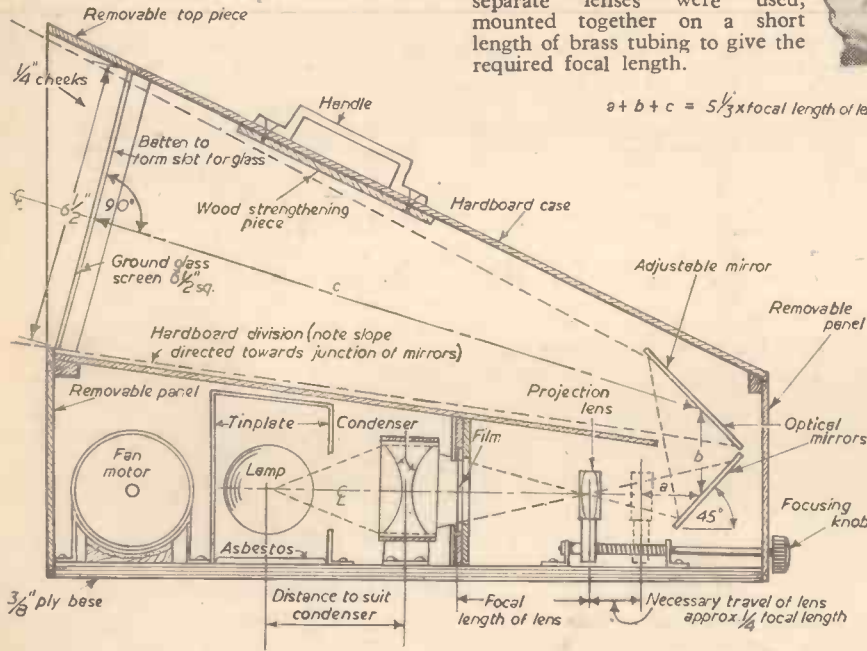 separate lenses were used,
mounted together on a short
length of brass tubing to give the
required focal length.
a + b + c = 5 1/3 x focal length of le
Removable top piece
1/4" cheeks
Handle
Batten to
form slot for glass
Wood strengthening
piece
Hardboard case
6 1/2"
90°
Ground glass
screen 6 1/2" sq.
c
Adjustable mirror
Removable
panel
Hardboard division (note slope
directed towards junction of mirrors)
Removable panel
Projection
lens
Tinplate
Condenser
Film
Optical
mirrors
b
Fan
motor
Lamp
a
45°
Focusing
knob
Asbestos
3/8" ply base
Distance to suit
condenser
Focal
length of lens
Necessary travel of lens
approx. 1/4 focal length